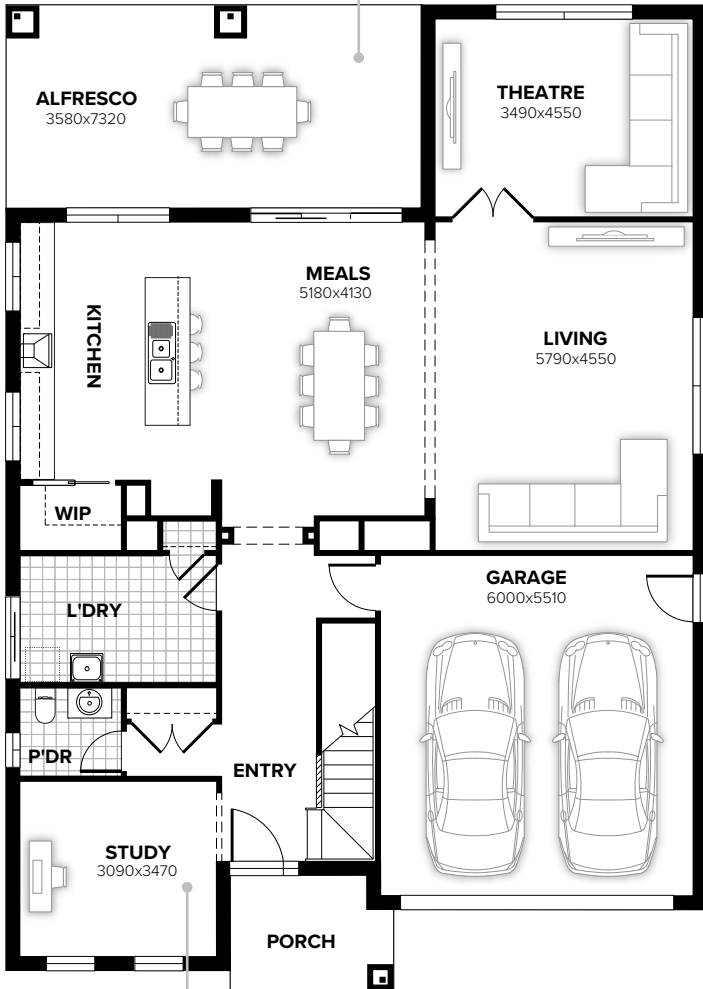 ALFRESCO
3580x7320
THEATRE
3490x4550
KITCHEN
MEALS
5180x4130
LIVING
5790x4550
WIP
L'DRY
GARAGE
6000x5510
P'DR
ENTRY
STUDY
3090x3470
PORCH